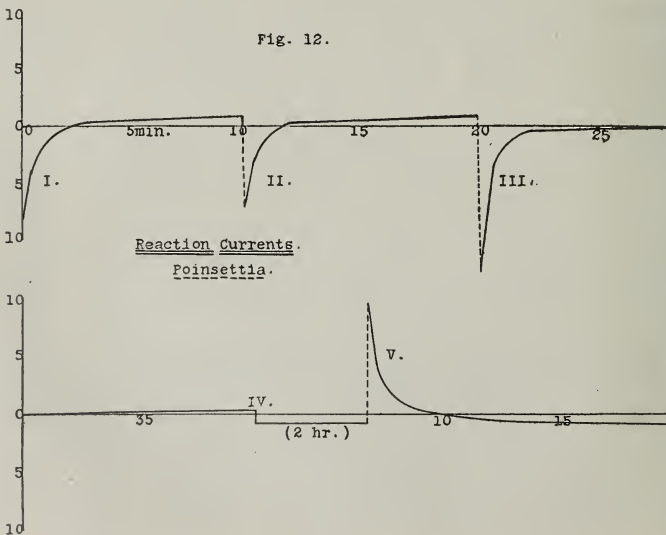 10
Fig. 12.
5
0 5min. 10 15 20 25
5
I. II. III.
10
Reaction Currents.
Poinsettia.
10
5
V.
IV.
0 35 (2 hr.) 10 15
5
10